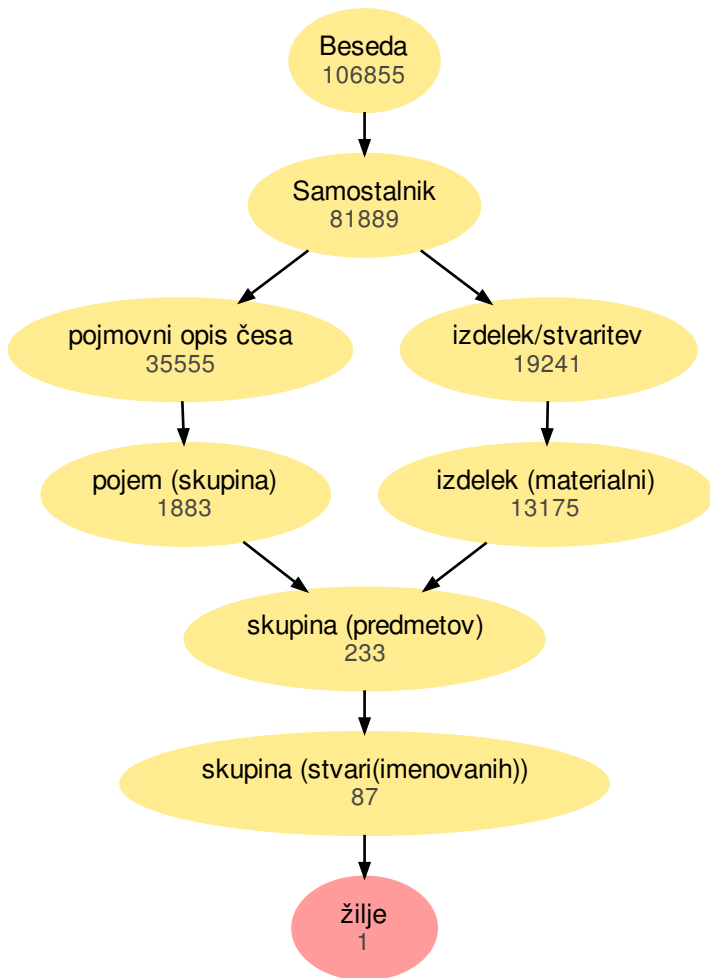 Beseda
106855
Samostalnik
81889
pojmovni opis česa
35555
izdelek/stvaritev
19241
pojem (skupina)
1883
izdelek (materialni)
13175
skupina (predmetov)
233
skupina (stvari(imenovanih))
87
žilje
1